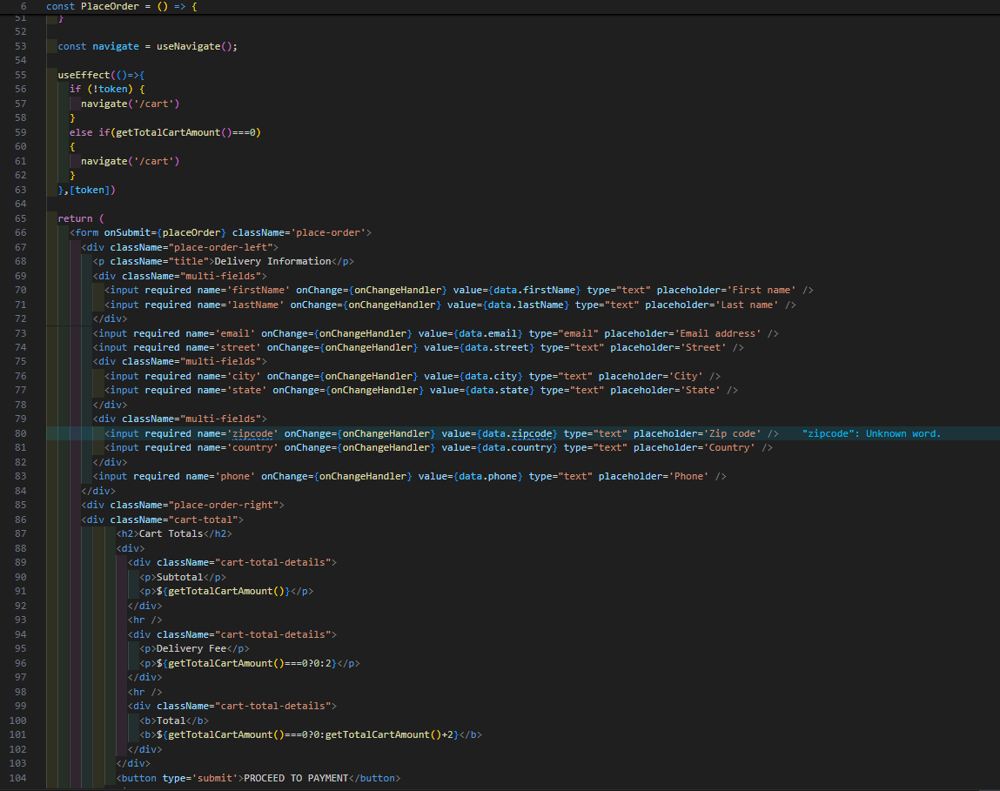 6 const PlaceOrder = () => {
51 }
52
53 const navigate = useNavigate();
54
55 useEffect(()=>{
56 if (!token) {
57 navigate('/cart')
58 }
59 else if(getTotalCartAmount()===0)
60 {
61 navigate('/cart')
62 }
63 },[token])
64
65 return (
66 <form onSubmit={placeOrder} className='place-order'>
67 <div className="place-order-left">
68 <p className="title">Delivery Information</p>
69 <div className="multi-fields">
70 <input required name='firstName' onChange={onChangeHandler} value={data.firstName} type="text" placeholder='First name' />
71 <input required name='lastName' onChange={onChangeHandler} value={data.lastName} type="text" placeholder='Last name' />
72 </div>
73 <input required name='email' onChange={onChangeHandler} value={data.email} type="email" placeholder='Email address' />
74 <input required name='street' onChange={onChangeHandler} value={data.street} type="text" placeholder='Street' />
75 <div className="multi-fields">
76 <input required name='city' onChange={onChangeHandler} value={data.city} type="text" placeholder='City' />
77 <input required name='state' onChange={onChangeHandler} value={data.state} type="text" placeholder='State' />
78 </div>
79 <div className="multi-fields">
80 <input required name='zipcode' onChange={onChangeHandler} value={data.zipcode} type="text" placeholder='Zip code' /> "zipcode": Unknown word.
81 <input required name='country' onChange={onChangeHandler} value={data.country} type="text" placeholder='Country' />
82 </div>
83 <input required name='phone' onChange={onChangeHandler} value={data.phone} type="text" placeholder='Phone' />
84 </div>
85 <div className="place-order-right">
86 <div className="cart-total">
87 <h2>Cart Totals</h2>
88 <div>
89 <div className="cart-total-details">
90 <p>Subtotal</p>
91 <p>${getTotalCartAmount()}</p>
92 </div>
93 <hr />
94 <div className="cart-total-details">
95 <p>Delivery Fee</p>
96 <p>${getTotalCartAmount()===0?0:2}</p>
97 </div>
98 <hr />
99 <div className="cart-total-details">
100 <b>Total</b>
101 <b>${getTotalCartAmount()===0?0:getTotalCartAmount()+2}</b>
102 </div>
103 </div>
104 <button type='submit'>PROCEED TO PAYMENT</button>